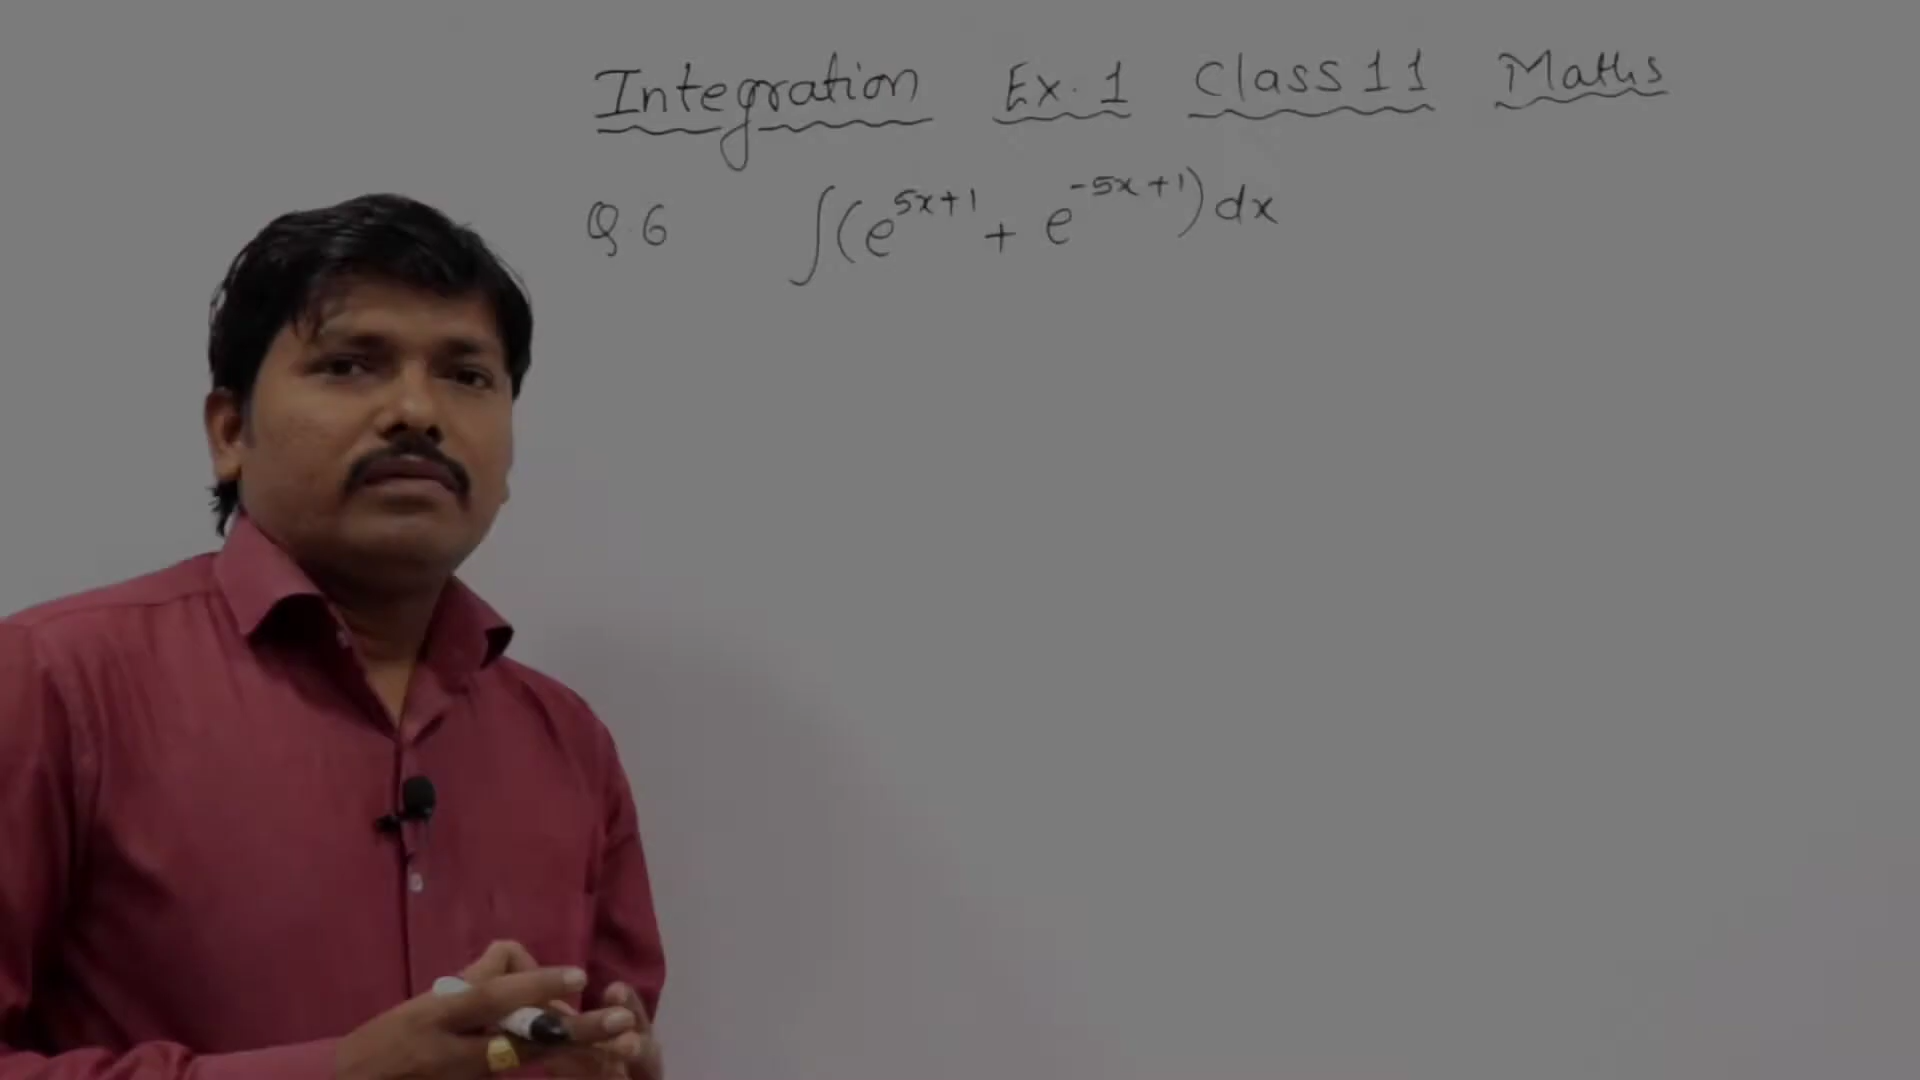 Integration Ex. 1 Class 11 Maths
Q.6 ∫(e^{5x+1} + e^{-5x+1}) dx